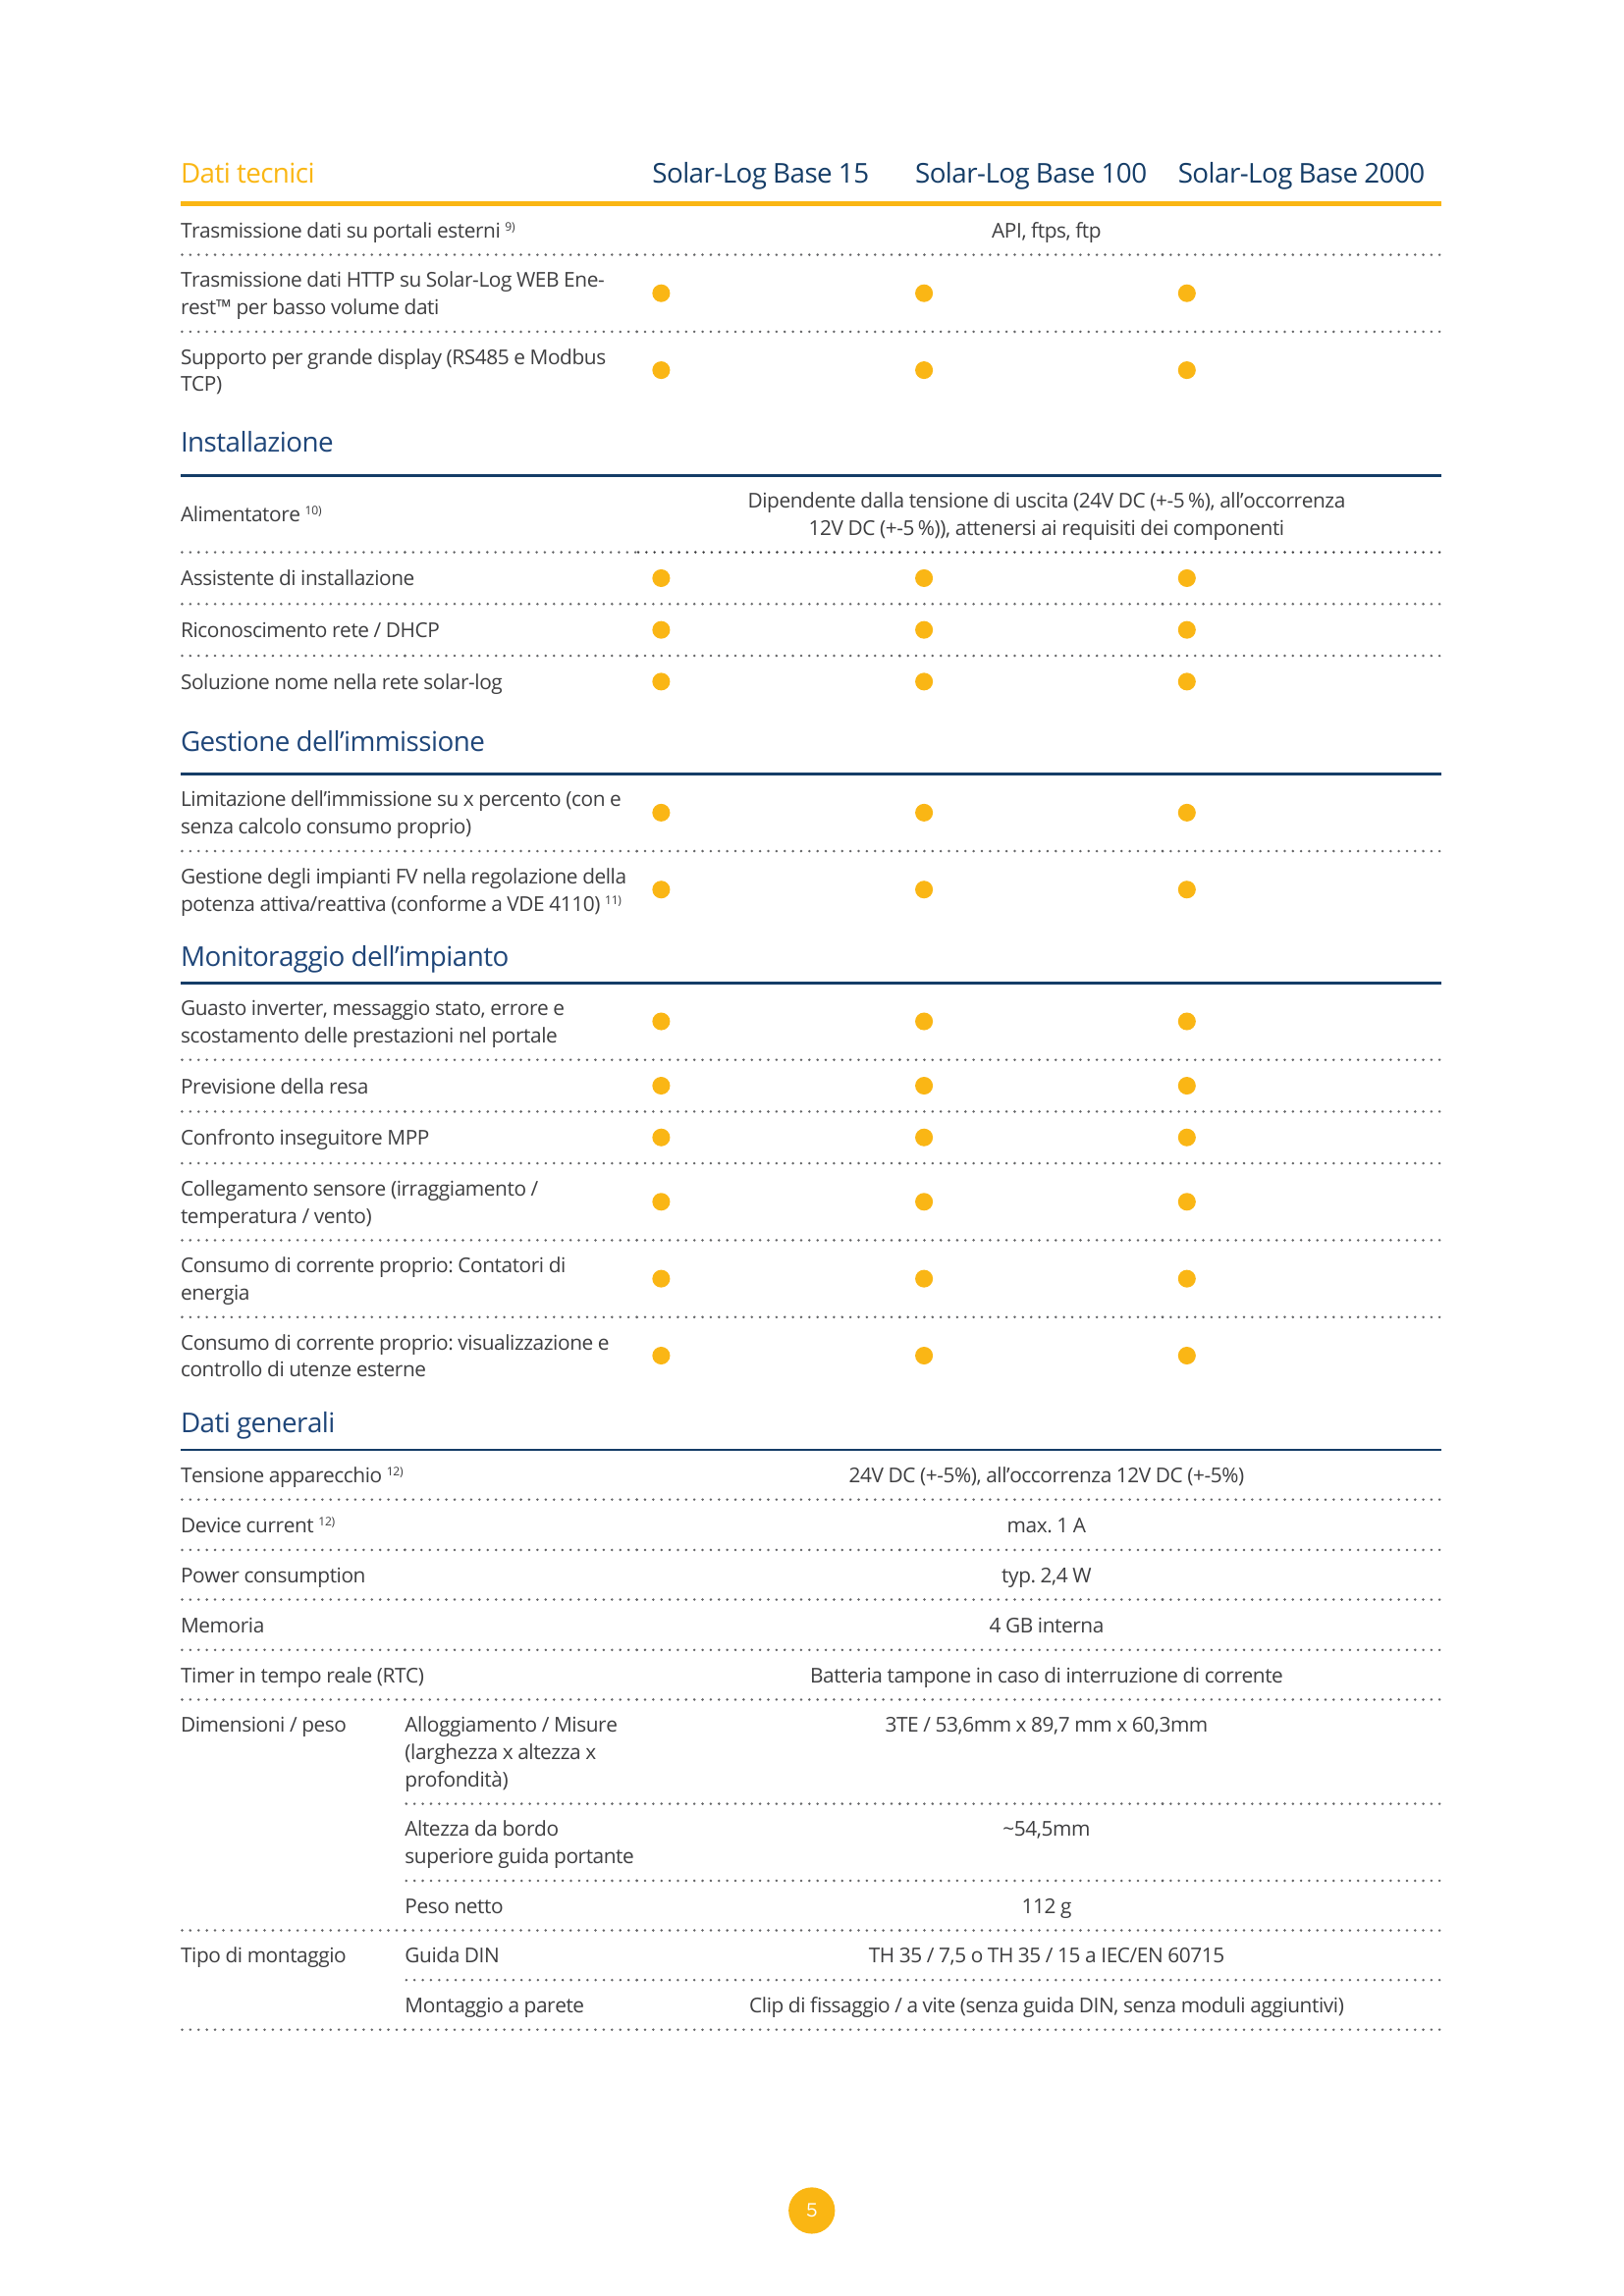 Dati tecnici Solar-Log Base 15 Solar-Log Base 100 Solar-Log Base 2000
Trasmissione dati su portali esterni 9) API, ftps, ftp
Trasmissione dati HTTP su Solar-Log WEB Ene-
rest™ per basso volume dati
Supporto per grande display (RS485 e Modbus
TCP)
Installazione
Alimentatore 10)
Dipendente dalla tensione di uscita (24V DC (+-5 %), all’occorrenza
12V DC (+-5 %)), attenersi ai requisiti dei componenti
Assistente di installazione
Riconoscimento rete / DHCP
Soluzione nome nella rete solar-log
Gestione dell’immissione
Limitazione dell’immissione su x percento (con e
senza calcolo consumo proprio)
Gestione degli impianti FV nella regolazione della
potenza attiva/reattiva (conforme a VDE 4110) 11)
Monitoraggio dell’impianto
Guasto inverter, messaggio stato, errore e
scostamento delle prestazioni nel portale
Previsione della resa
Confronto inseguitore MPP
Collegamento sensore (irraggiamento /
temperatura / vento)
Consumo di corrente proprio: Contatori di
energia
Consumo di corrente proprio: visualizzazione e
controllo di utenze esterne
Dati generali
Tensione apparecchio 12) 24V DC (+-5%), all’occorrenza 12V DC (+-5%)
Device current 12) max. 1 A
Power consumption typ. 2,4 W
Memoria 4 GB interna
Timer in tempo reale (RTC) Batteria tampone in caso di interruzione di corrente
Dimensioni / peso Alloggiamento / Misure 3TE / 53,6mm x 89,7 mm x 60,3mm
(larghezza x altezza x
profondità)
Altezza da bordo ~54,5mm
superiore guida portante
Peso netto 112 g
Tipo di montaggio Guida DIN TH 35 / 7,5 o TH 35 / 15 a IEC/EN 60715
Montaggio a parete Clip di fissaggio / a vite (senza guida DIN, senza moduli aggiuntivi)
5